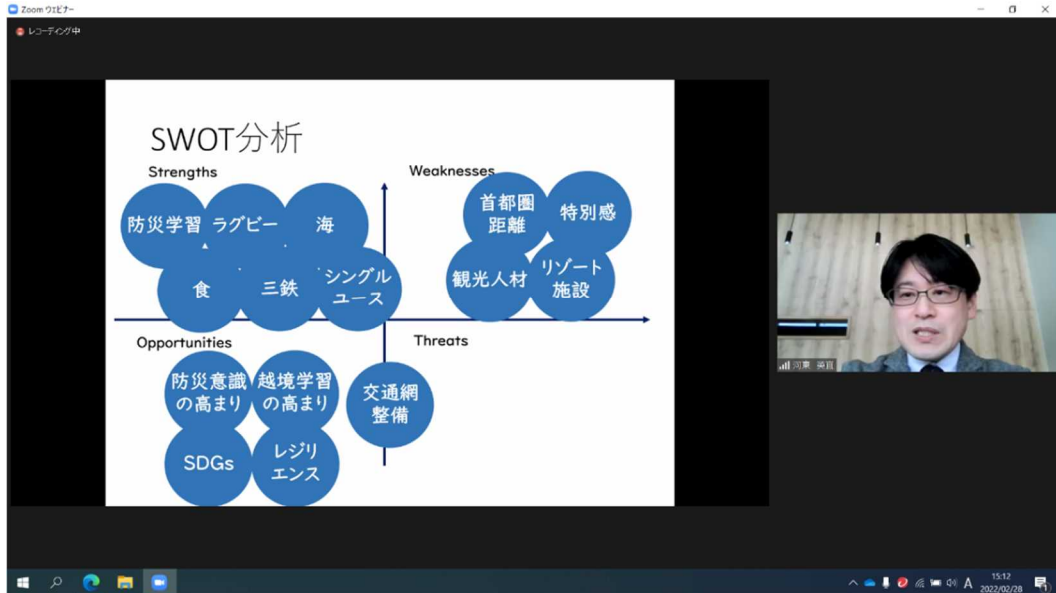 Zoom ウェビナー
レコーディング中
SWOT分析
Strengths
Weaknesses
防災学習
ラグビー
海
首都圏
距離
特別感
食
三鉄
シングル
ユース
観光人材
リゾート
施設
Opportunities
Threats
防災意識
の高まり
越境学習
の高まり
交通網
整備
SDGs
レジリ
エンス
河東 英宜
A
15:12
2022/02/28